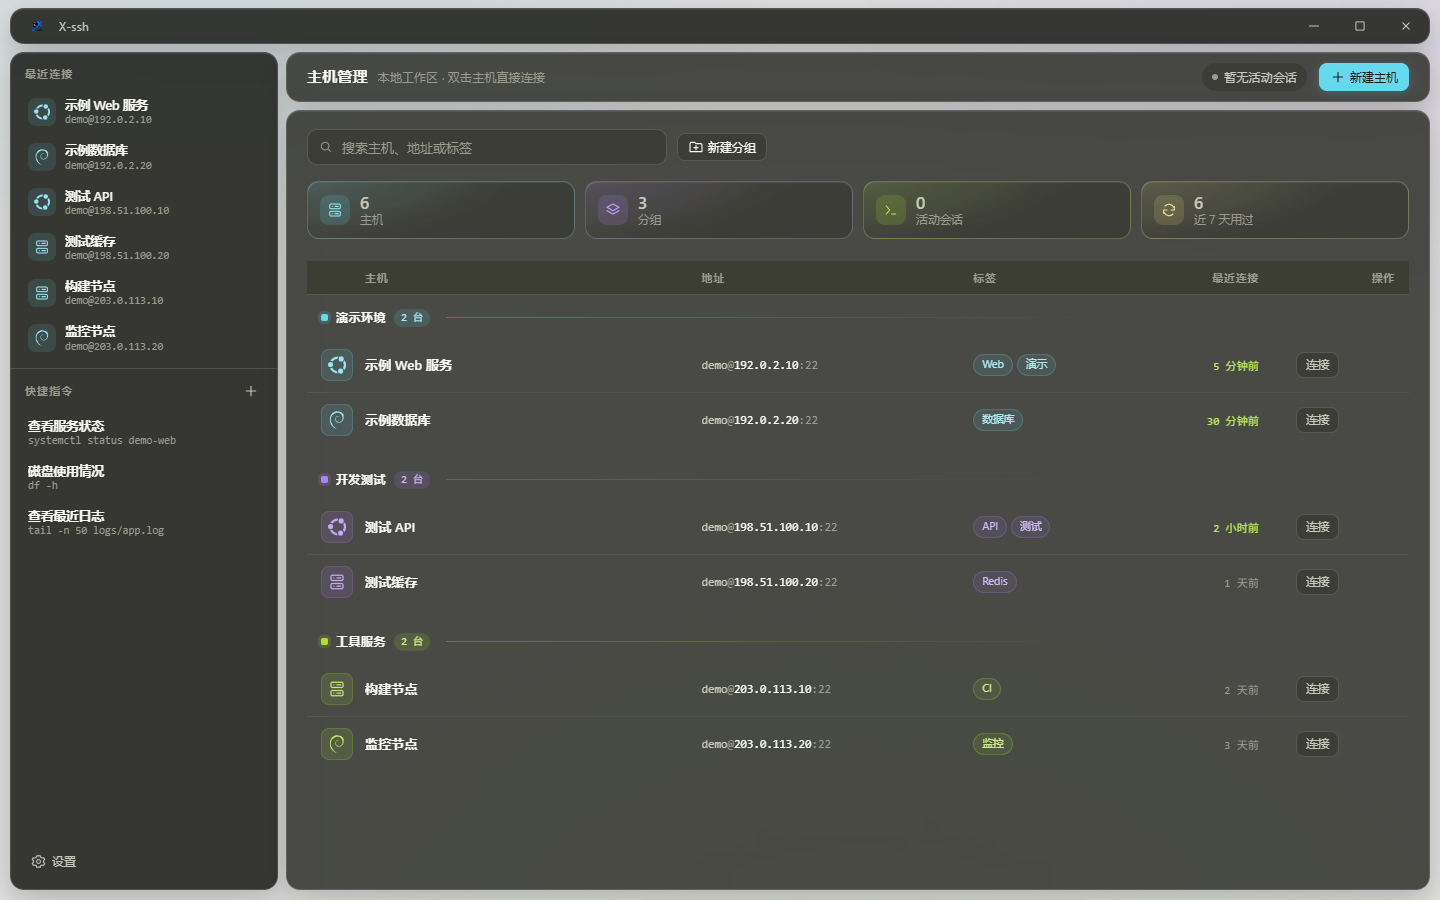 X-ssh
最近连接
示例 Web 服务
demo@192.0.2.10
示例数据库
demo@192.0.2.20
测试 API
demo@198.51.100.10
测试缓存
demo@198.51.100.20
构建节点
demo@203.0.113.10
监控节点
demo@203.0.113.20
快捷指令
查看服务状态
systemctl status demo-web
磁盘使用情况
df -h
查看最近日志
tail -n 50 logs/app.log
设置
主机管理 本地工作区 · 双击主机直接连接 暂无活动会话 新建主机
搜索主机、地址或标签 新建分组
6 主机
3 分组
0 活动会话
6 近 7 天用过
主机 地址 标签 最近连接 操作
演示环境 2 台
示例 Web 服务 demo@192.0.2.10:22 Web 演示 5 分钟前 连接
示例数据库 demo@192.0.2.20:22 数据库 30 分钟前 连接
开发测试 2 台
测试 API demo@198.51.100.10:22 API 测试 2 小时前 连接
测试缓存 demo@198.51.100.20:22 Redis 1 天前 连接
工具服务 2 台
构建节点 demo@203.0.113.10:22 CI 2 天前 连接
监控节点 demo@203.0.113.20:22 监控 3 天前 连接